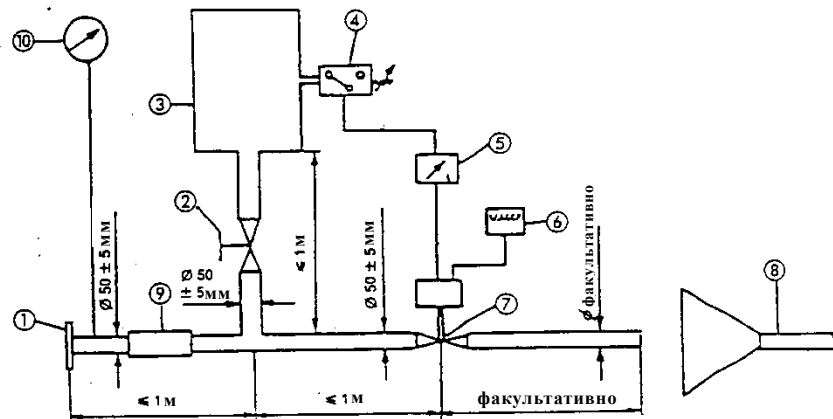 10
4
3
5
2
6
≤ 1 м
Ø 50 ± 5 мм
Ø 50
± 5мм
Ø 50 ± 5 мм
Ø факультативно
9
7
8
1
≤ 1 м
≤ 1 м
факультативно